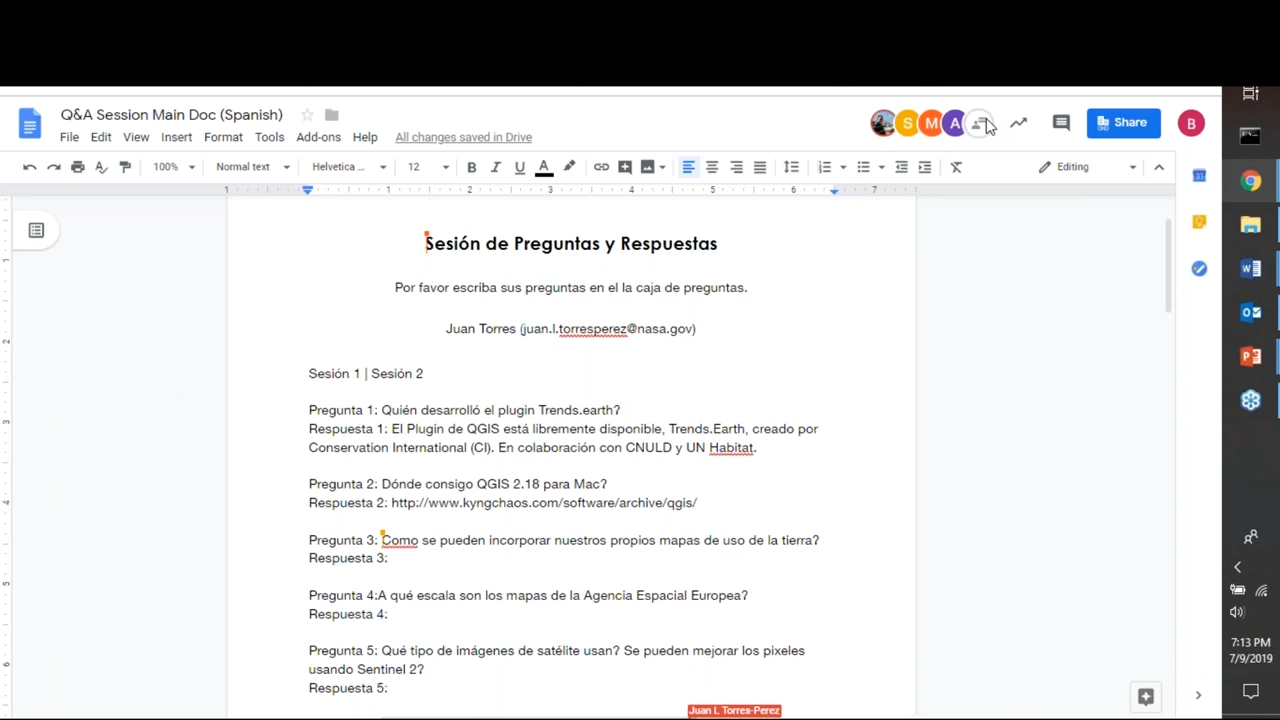 Q&A Session Main Doc (Spanish)
S M A
Share
B
File Edit View Insert Format Tools Add-ons Help All changes saved in Drive
100% Normal text Helvetica ... 12 B I U A Editing
1 1 2 3 4 5 6 7
Sesión de Preguntas y Respuestas
Por favor escriba sus preguntas en el la caja de preguntas.
Juan Torres (juan.l.torresperez@nasa.gov)
Sesión 1 | Sesión 2
Pregunta 1: Quién desarrolló el plugin Trends.earth?
Respuesta 1: El Plugin de QGIS está libremente disponible, Trends.Earth, creado por
Conservation International (CI). En colaboración con CNULD y UN Habitat.
Pregunta 2: Dónde consigo QGIS 2.18 para Mac?
Respuesta 2: http://www.kyngchaos.com/software/archive/qgis/
Pregunta 3: Como se pueden incorporar nuestros propios mapas de uso de la tierra?
Respuesta 3:
Pregunta 4:A qué escala son los mapas de la Agencia Espacial Europea?
Respuesta 4:
Pregunta 5: Qué tipo de imágenes de satélite usan? Se pueden mejorar los pixeles
usando Sentinel 2?
Respuesta 5:
Juan L Torres-Perez
7:13 PM
7/9/2019